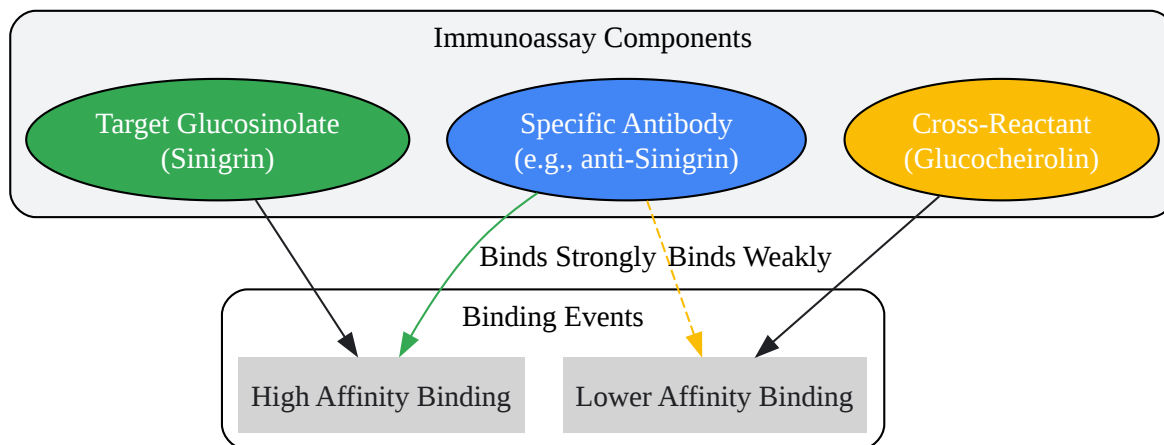 Immunoassay Components
Target Glucosinolate
(Sinigrin)
Specific Antibody
(e.g., anti-Sinigrin)
Cross-Reactant
(Glucocheirolin)
Binds Strongly
Binds Weakly
Binding Events
High Affinity Binding
Lower Affinity Binding